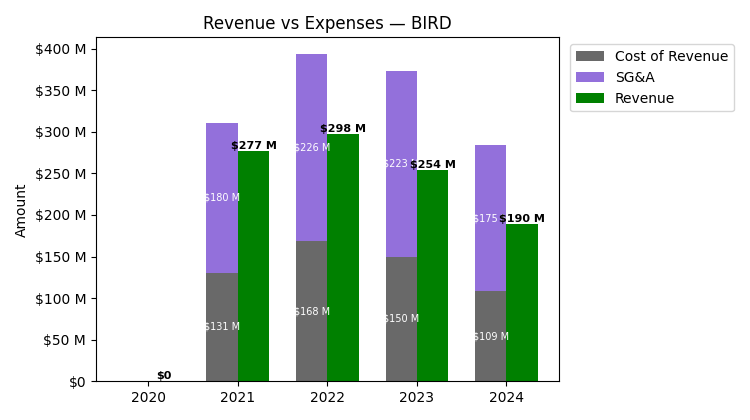 Revenue vs Expenses — BIRD
Cost of Revenue
SG&A
Revenue
Amount
$400 M
$350 M
$300 M
$250 M
$200 M
$150 M
$100 M
$50 M
$0
$0
$180 M
$131 M
$277 M
$226 M
$168 M
$298 M
$223
$150 M
$254 M
$175
$109 M
$190 M
2020
2021
2022
2023
2024